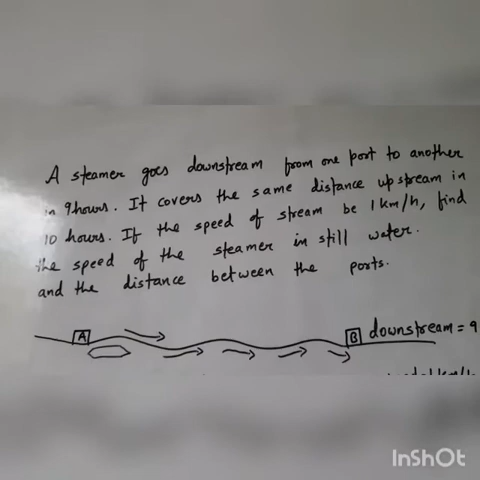 A steamer goes downstream from one port to another
in 9hours. It covers the same distance upstream in
10 hours. If the speed of stream be 1km/h, find
the speed of the steamer in still water.
and the distance between the ports.
A
B downstream = 9
InShOt